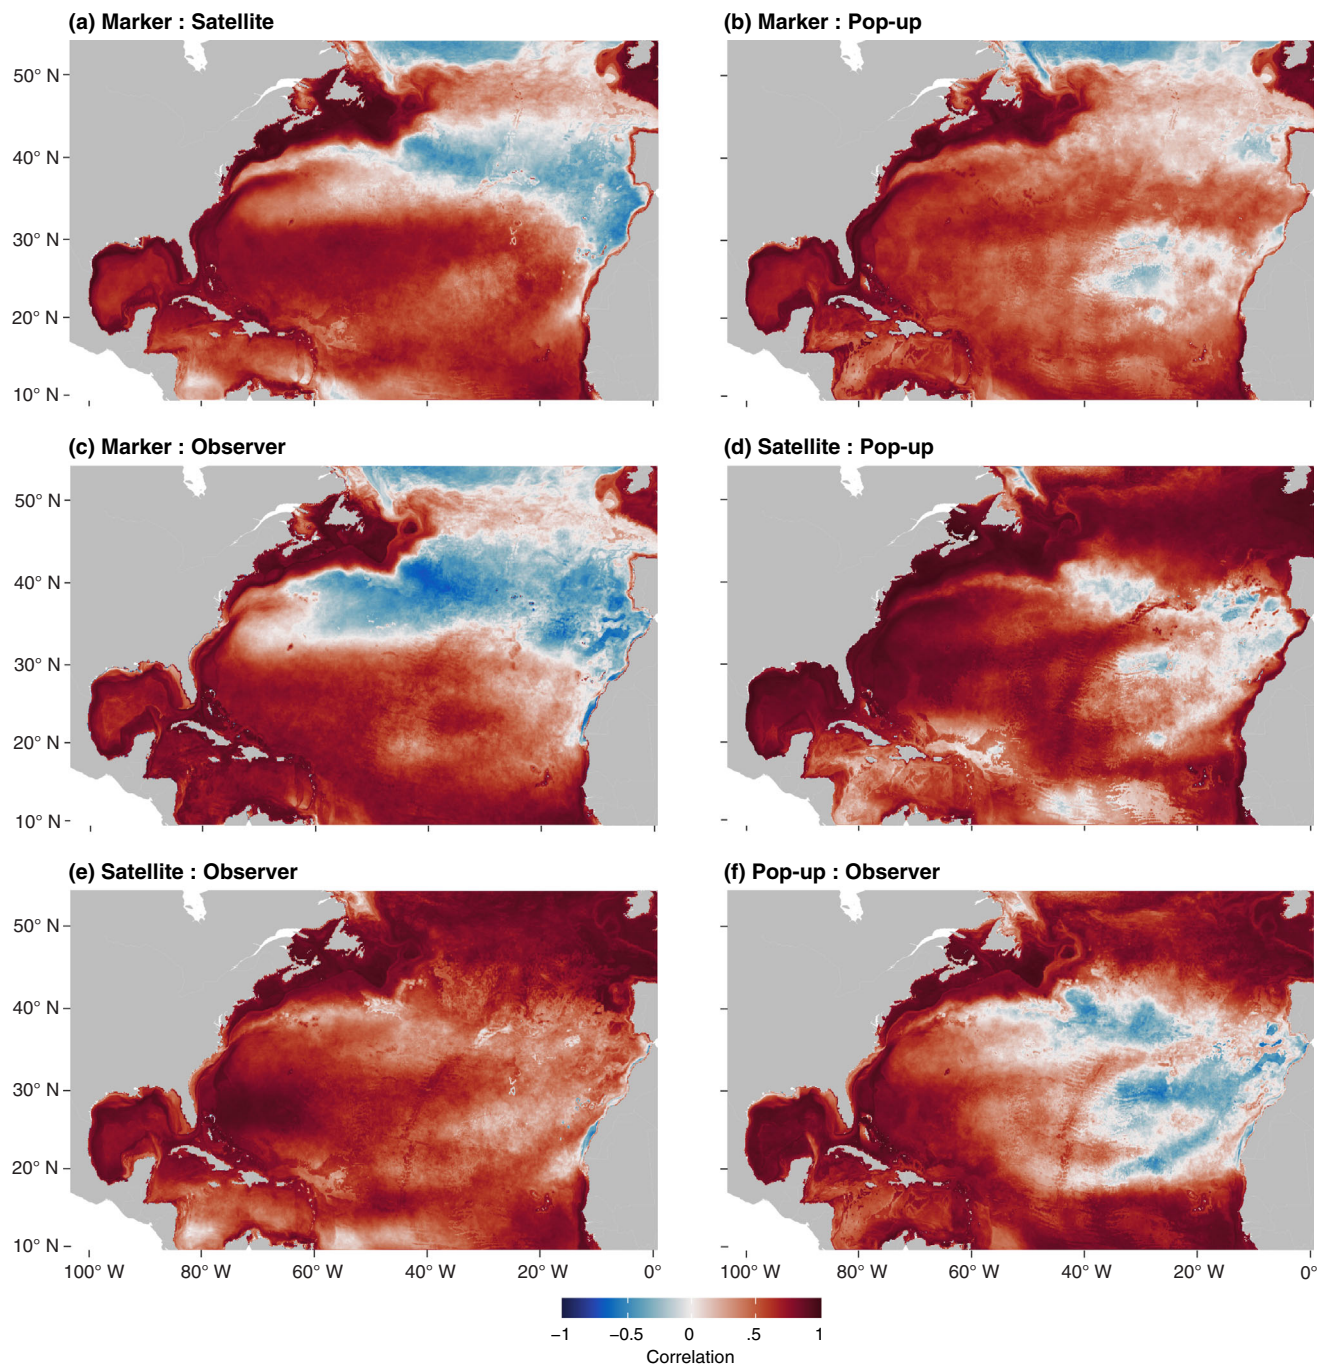 (a) Marker : Satellite
(b) Marker : Pop-up
50° N
40° N
30° N
20° N
10° N
(c) Marker : Observer
(d) Satellite : Pop-up
50° N
40° N
30° N
20° N
10° N
(e) Satellite : Observer
(f) Pop-up : Observer
50° N
40° N
30° N
20° N
10° N
100° W 80° W 60° W 40° W 20° W 0° 100° W 80° W 60° W 40° W 20° W 0°
−1 −0.5 0 .5 1
Correlation